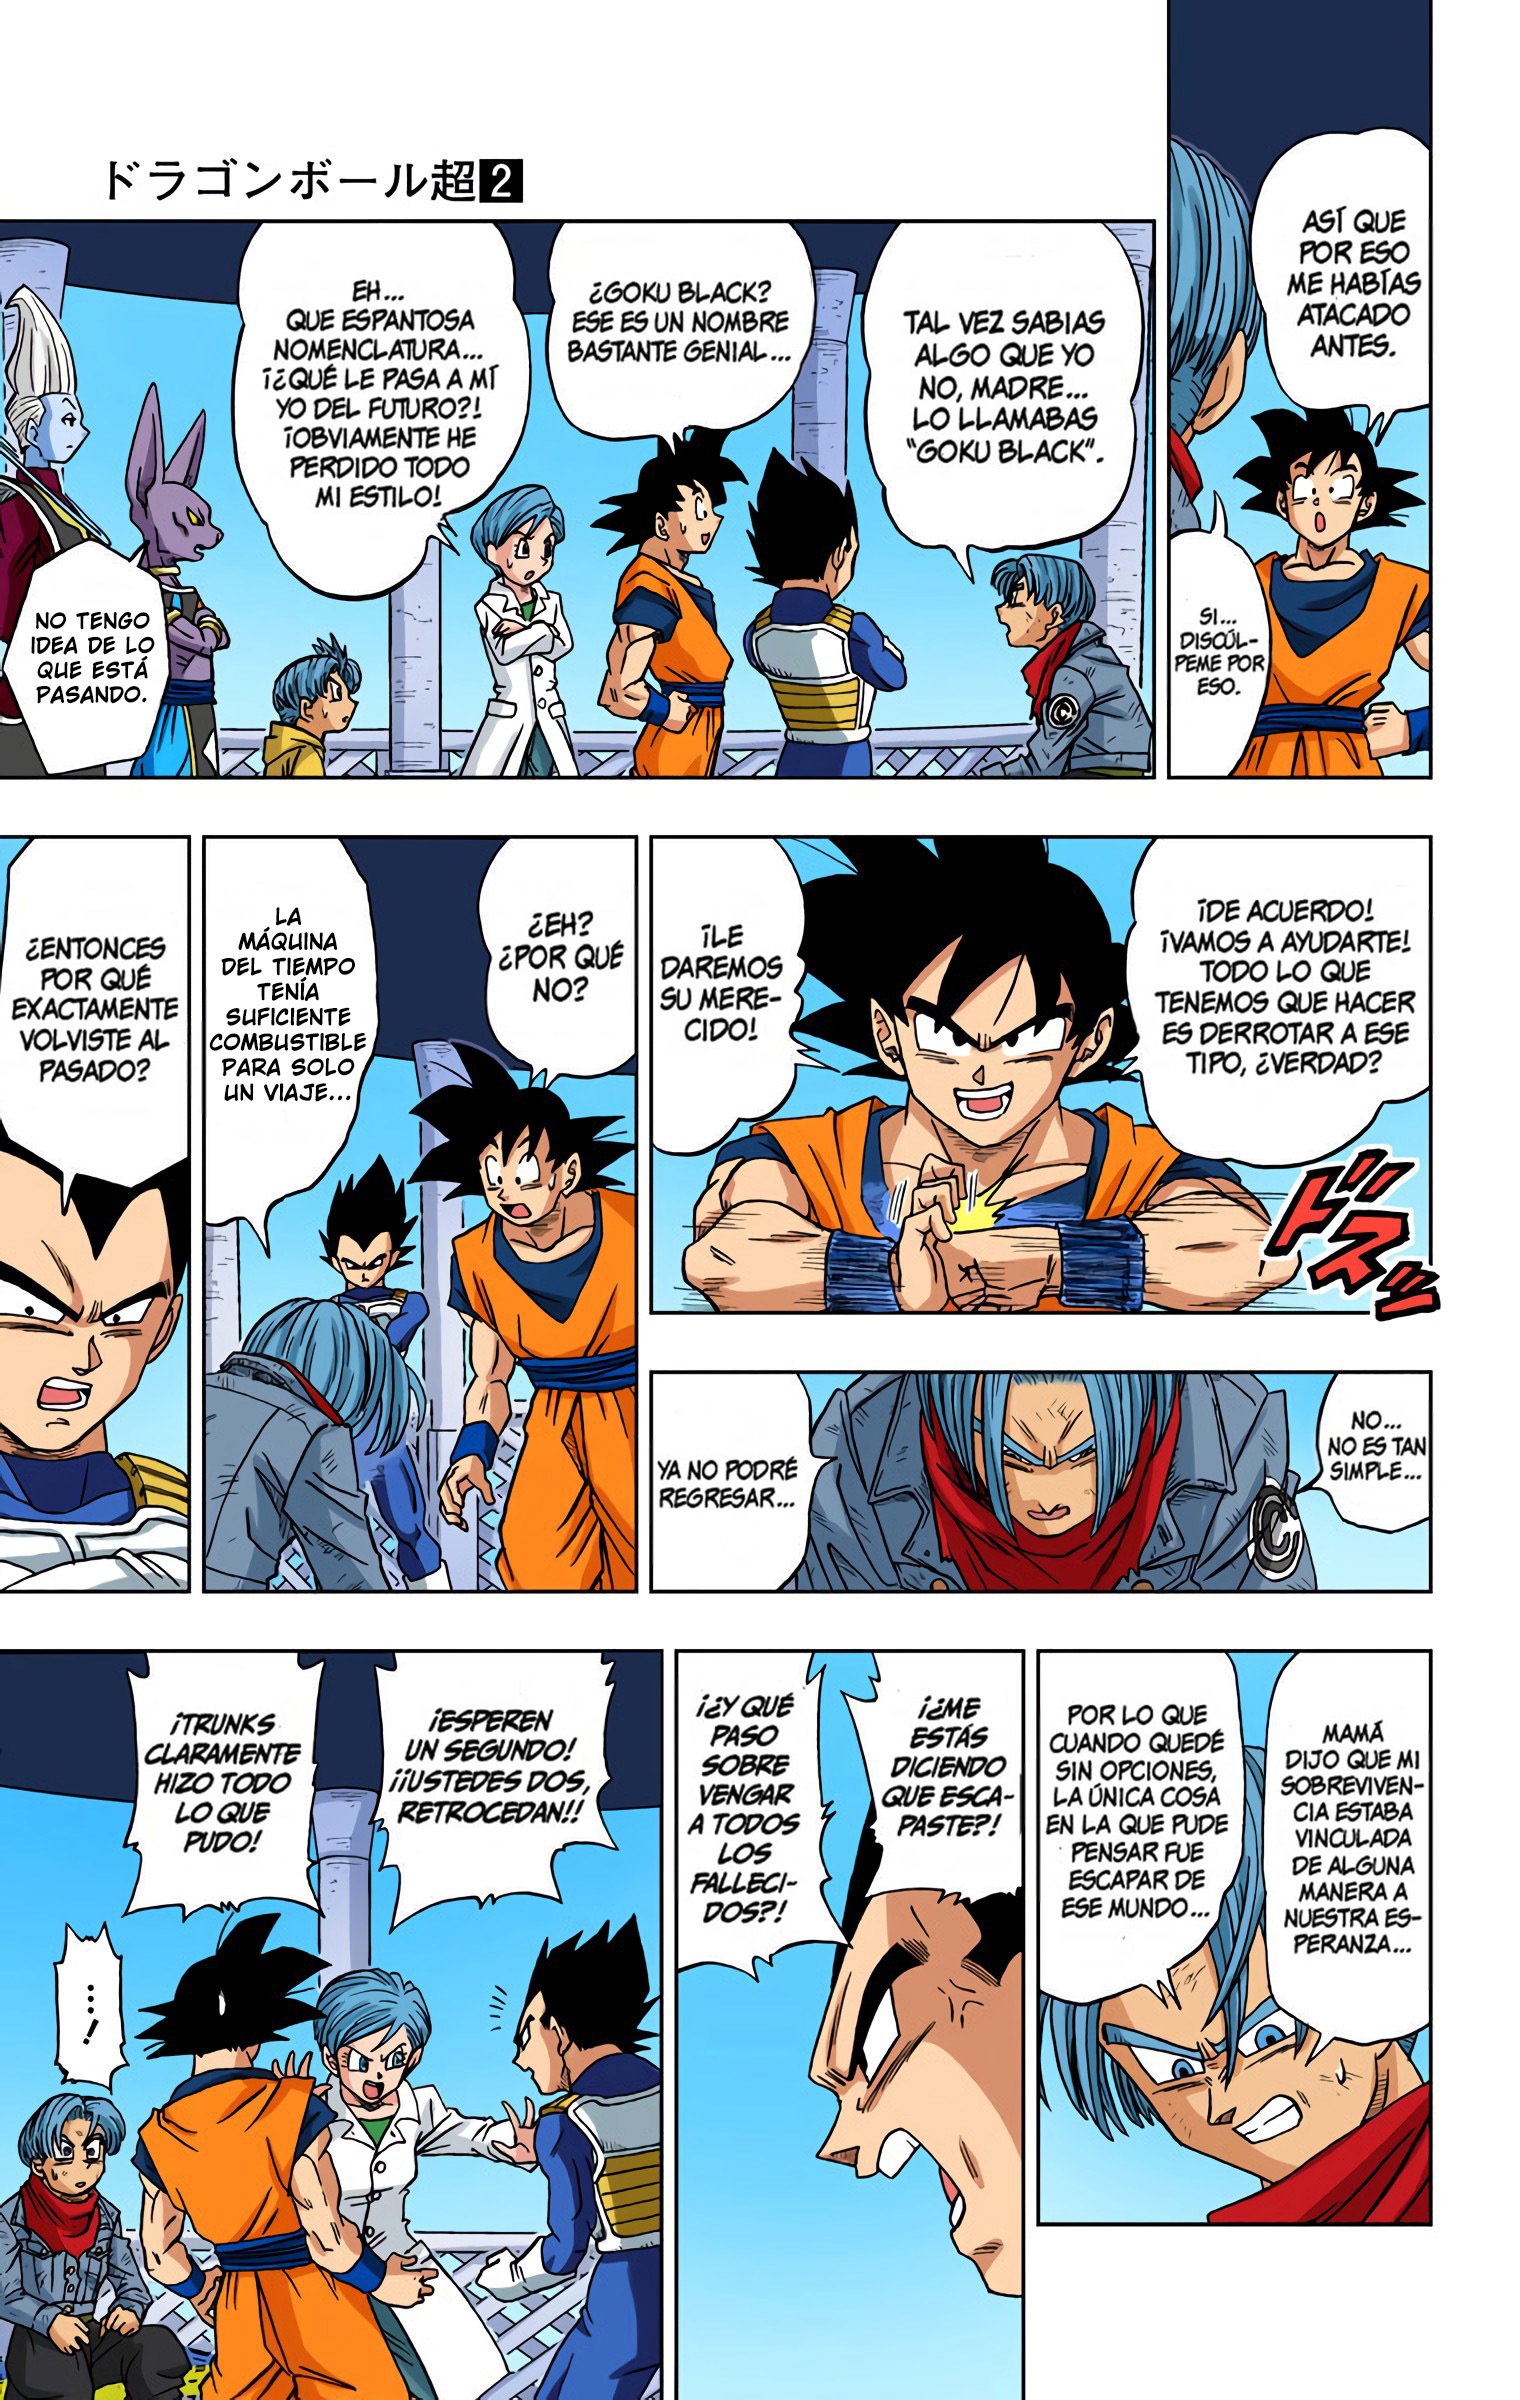 ドラゴンボール超2
ASÍ QUE
POR ESO
ME HABÍAS
ATACADO
ANTES.
SI...
DISCÚL-
PEME POR
ESO.
TAL VEZ SABIAS
ALGO QUE YO
NO, MADRE...
LO LLAMABAS
"GOKU BLACK".
¿GOKU BLACK?
ESE ES UN NOMBRE
BASTANTE GENIAL...
EH...
QUE ESPANTOSA
NOMENCLATURA...
¡¿QUÉ LE PASA A MÍ
YO DEL FUTURO?!
¡OBVIAMENTE HE
PERDIDO TODO
MI ESTILO!
NO TENGO
IDEA DE LO
QUE ESTÁ
PASANDO.
¡DE ACUERDO!
¡VAMOS A AYUDARTE!
TODO LO QUE
TENEMOS QUE HACER
ES DERROTAR A ESE
TIPO, ¿VERDAD?
¡LE
DAREMOS
SU MERE-
CIDO!
ドスッ
NO...
NO ES TAN
SIMPLE...
YA NO PODRÉ
REGRESAR...
¿EH?
¿POR QUÉ
NO?
LA
MÁQUINA
DEL TIEMPO
TENÍA
SUFICIENTE
COMBUSTIBLE
PARA SOLO
UN VIAJE...
¿ENTONCES
POR QUÉ
EXACTAMENTE
VOLVISTE AL
PASADO?
MAMÁ
DIJO QUE MI
SOBREVIVEN-
CIA ESTABA
VINCULADA
DE ALGUNA
MANERA A
NUESTRA ES-
PERANZA...
POR LO QUE
CUANDO QUEDÉ
SIN OPCIONES,
LA ÚNICA COSA
EN LA QUE PUDE
PENSAR FUE
ESCAPAR DE
ESE MUNDO...
¡¿ME
ESTÁS
DICIENDO
QUE ESCA-
PASTE?!
¡¿Y QUÉ
PASO
SOBRE
VENGAR
A TODOS
LOS
FALLECI-
DOS?!
¡ESPEREN
UN SEGUNDO!
¡¡USTEDES DOS,
RETROCEDAN!!
¡TRUNKS
CLARAMENTE
HIZO TODO
LO QUE
PUDO!
...!